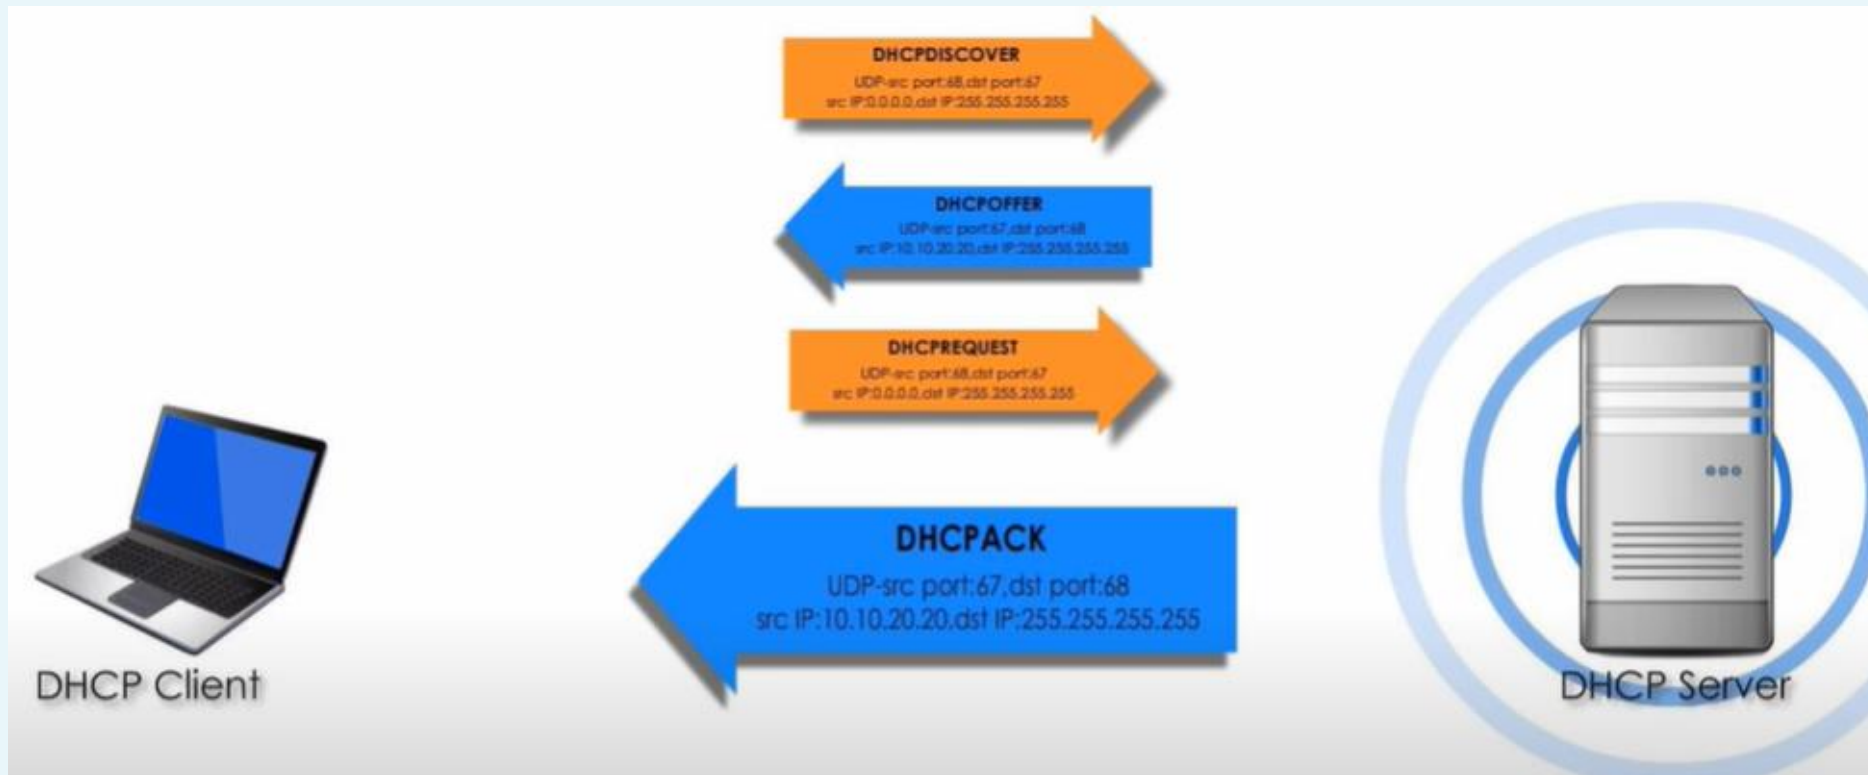 DHCPDISCOVER
UDP-src port:68,dst port:67
src IP:0.0.0.0,dst IP:255.255.255.255
DHCPOFFER
UDP-src port:67,dst port:68
src IP:10.10.20.20,dst IP:255.255.255.255
DHCPREQUEST
UDP-src port:68,dst port:67
src IP:0.0.0.0,dst IP:255.255.255.255
DHCPACK
UDP-src port:67,dst port:68
src IP:10.10.20.20,dst IP:255.255.255.255
DHCP Client
DHCP Server